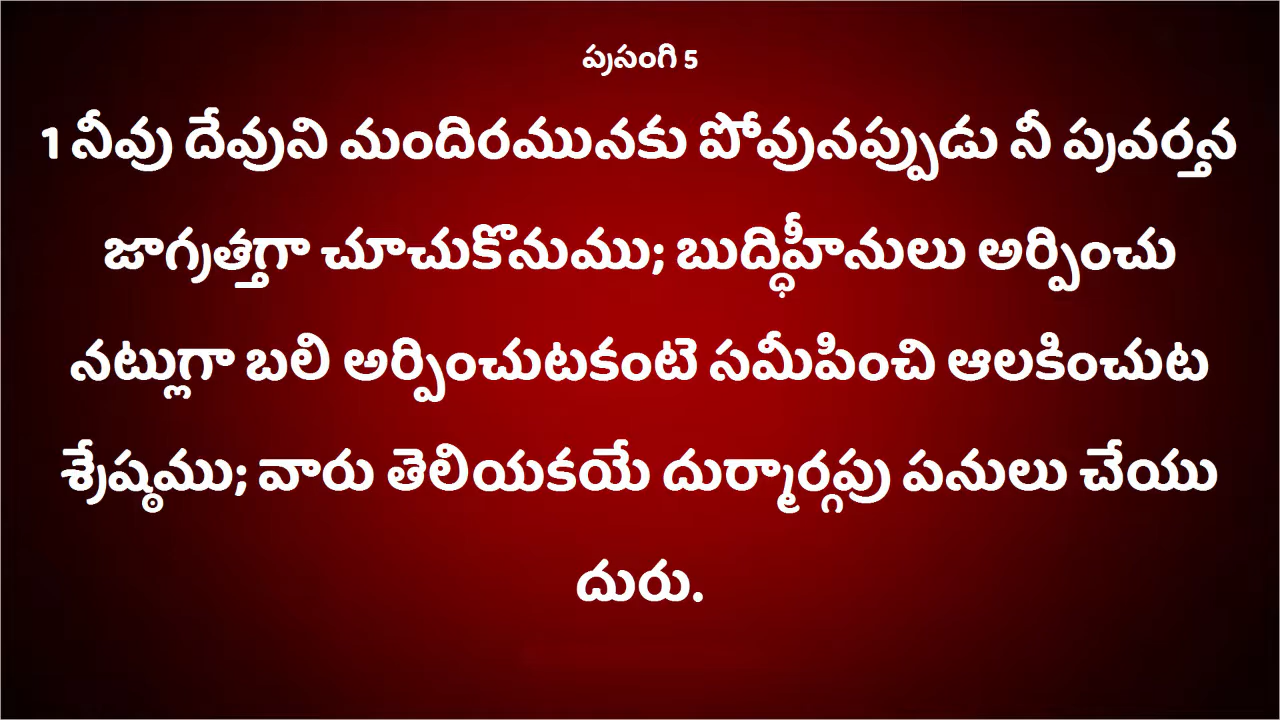 ప్రసంగి 5
1 నీవు దేవుని మందిరమునకు పోవునప్పుడు నీ ప్రవర్తన
జాగ్రత్తగా చూచుకొనుము; బుద్ధిహీనులు అర్పించు
నట్లుగా బలి అర్పించుటకంటె సమీపించి ఆలకించుట
శ్రేష్ఠము; వారు తెలియకయే దుర్మార్గపు పనులు చేయు
దురు.